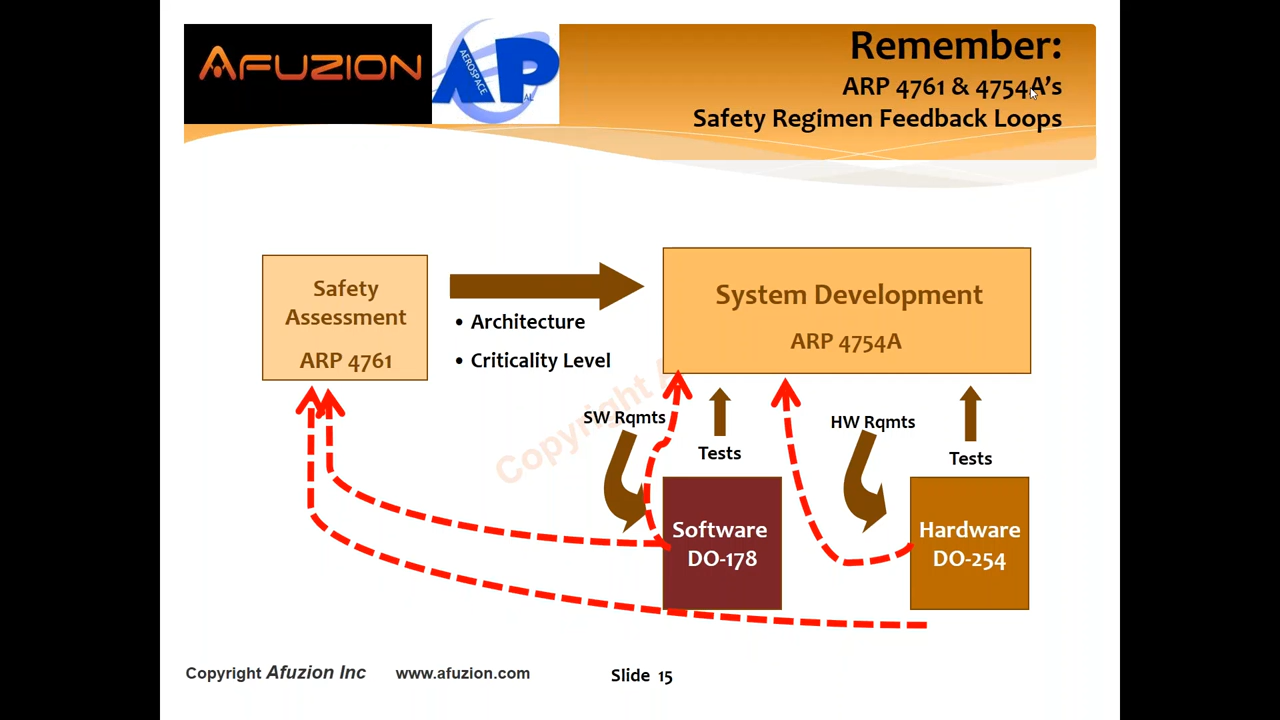 AFUZION
AEROSPACE
AP
AL
Remember:
ARP 4761 & 4754A's
Safety Regimen Feedback Loops
Safety
Assessment
ARP 4761
• Architecture
• Criticality Level
System Development
ARP 4754A
Copyright A
SW Rqmts
Tests
HW Rqmts
Tests
Software
DO-178
Hardware
DO-254
Copyright Afuzion Inc www.afuzion.com Slide 15